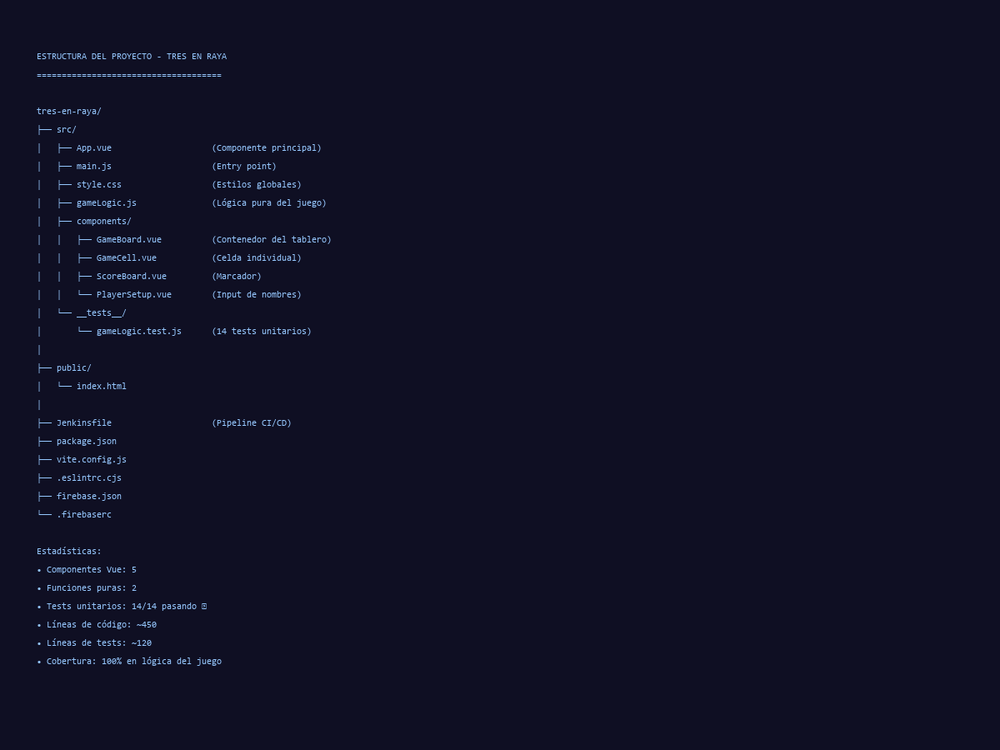 ESTRUCTURA DEL PROYECTO - TRES EN RAYA
=====================================
tres-en-raya/
├── src/
│   ├── App.vue                    (Componente principal)
│   ├── main.js                    (Entry point)
│   ├── style.css                  (Estilos globales)
│   ├── gameLogic.js               (Lógica pura del juego)
│   ├── components/
│   │   ├── GameBoard.vue          (Contenedor del tablero)
│   │   ├── GameCell.vue           (Celda individual)
│   │   ├── ScoreBoard.vue         (Marcador)
│   │   └── PlayerSetup.vue        (Input de nombres)
│   └── __tests__/
│       └── gameLogic.test.js      (14 tests unitarios)
│
├── public/
│   └── index.html
│
├── Jenkinsfile                    (Pipeline CI/CD)
├── package.json
├── vite.config.js
├── .eslintrc.cjs
├── firebase.json
└── .firebaserc
Estadísticas:
• Componentes Vue: 5
• Funciones puras: 2
• Tests unitarios: 14/14 pasando
• Líneas de código: ~450
• Líneas de tests: ~120
• Cobertura: 100% en lógica del juego